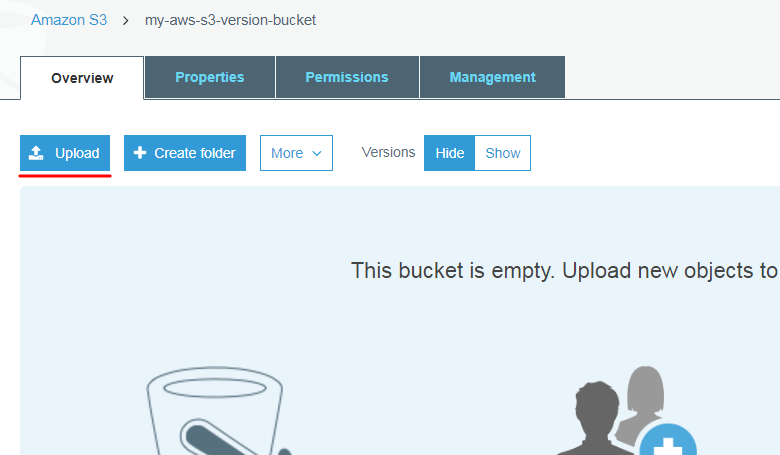 Amazon S3 > my-aws-s3-version-bucket
Overview Properties Permissions Management
Upload Create folder More Versions Hide Show
This bucket is empty. Upload new objects to